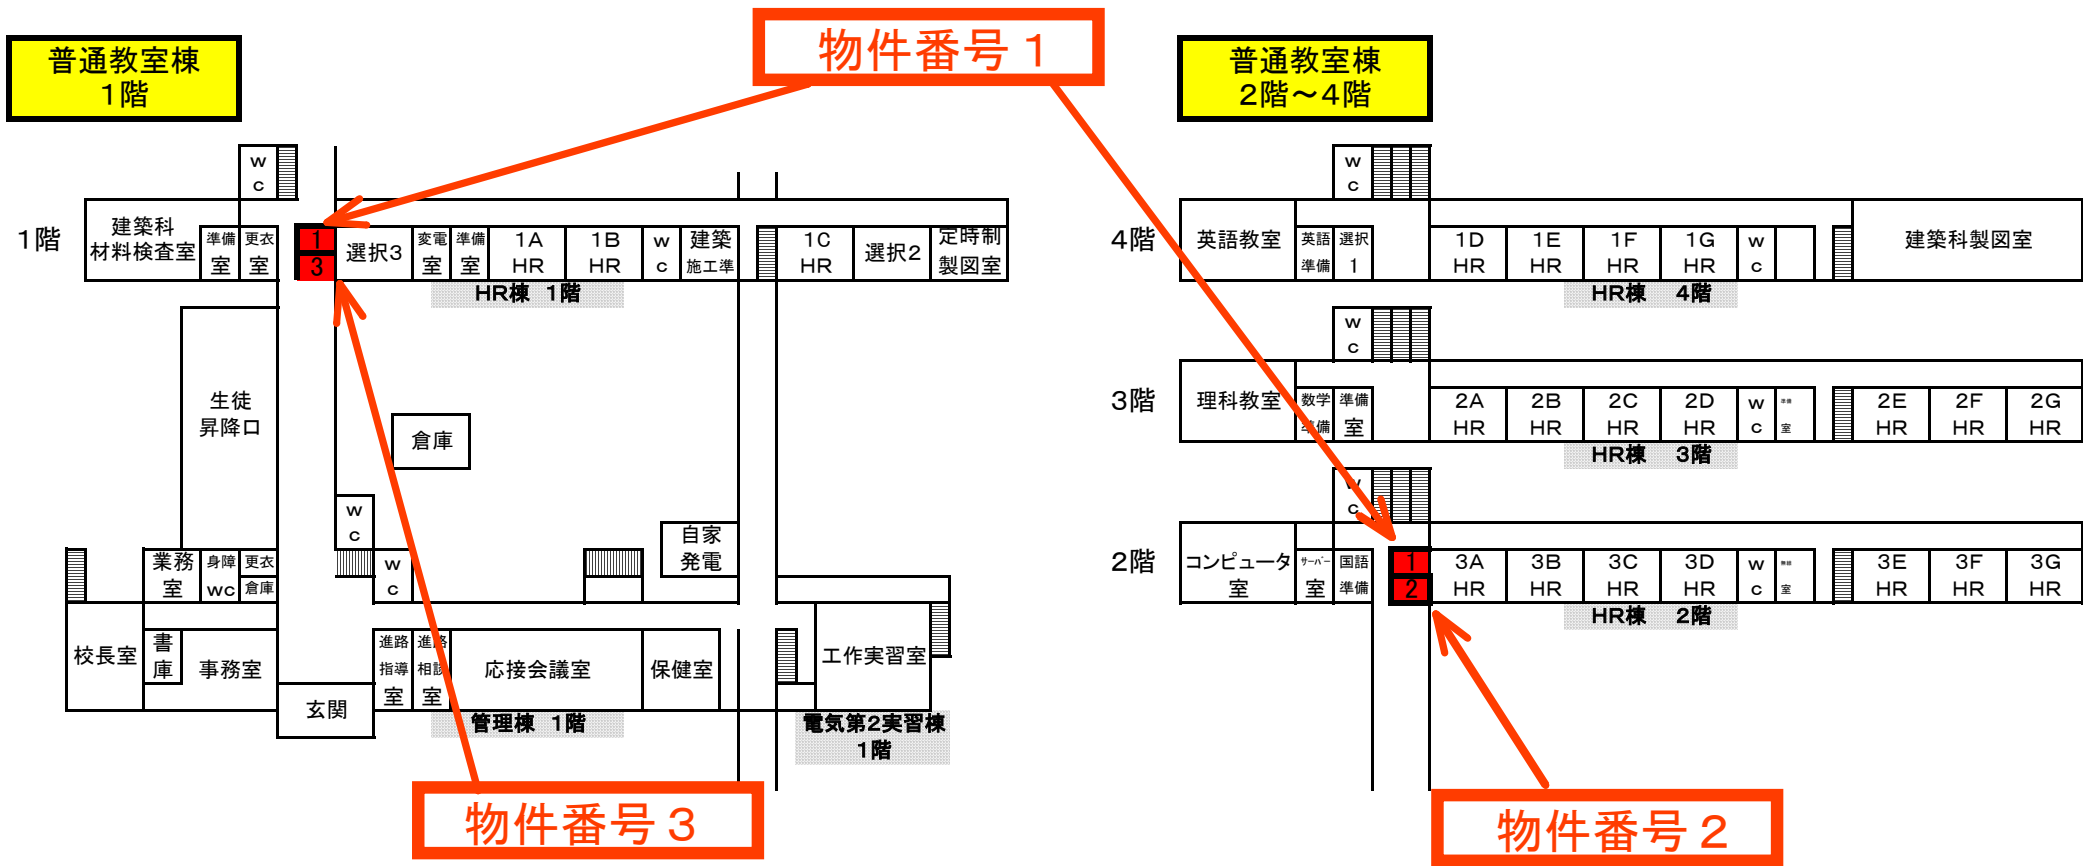 物件番号１
普通教室棟
１階
普通教室棟
２階～４階
1階
W
C
建築科
材料検査室
準備
室
更衣
室
1
3
選択3
変電
室
準備
室
1A
HR
1B
HR
W
C
建築
施工準
1C
HR
選択2
定時制
製図室
HR棟 1階
生徒
昇降口
倉庫
W
C
自家
発電
業務
室
身障
WC
更衣
倉庫
W
C
校長室
書
庫
事務室
玄関
進路
指導
室
進路
相談
室
応接会議室
保健室
工作実習室
管理棟 1階
電気第2実習棟
1階
物件番号３
4階
W
C
英語教室
英語
準備
選択
1
1D
HR
1E
HR
1F
HR
1G
HR
W
C
建築科製図室
HR棟 4階
3階
W
C
理科教室
数学
準備
準備
室
2A
HR
2B
HR
2C
HR
2D
HR
W
C
準備
室
2E
HR
2F
HR
2G
HR
HR棟 3階
2階
W
C
コンピュータ
室
サーバー
室
国語
準備
1
2
3A
HR
3B
HR
3C
HR
3D
HR
W
C
室
3E
HR
3F
HR
3G
HR
HR棟 2階
物件番号２